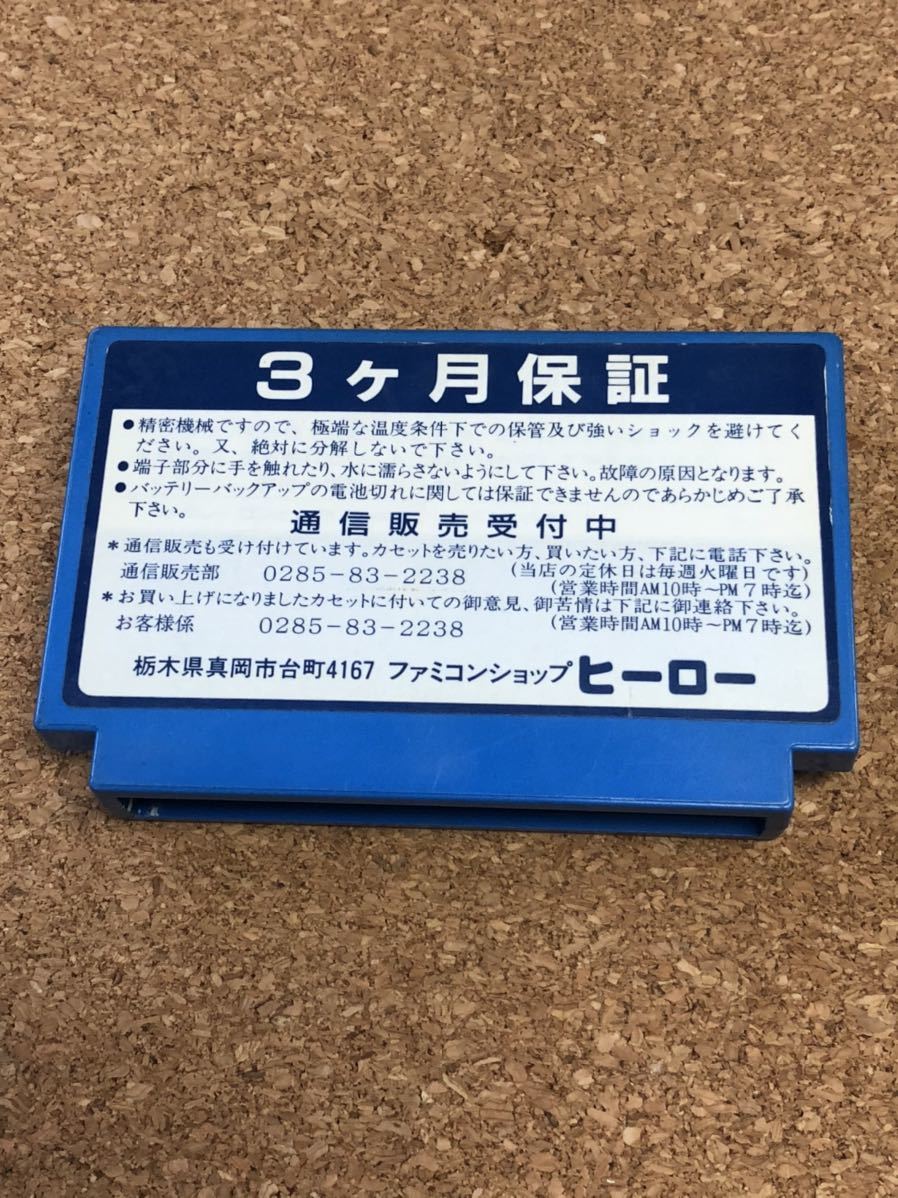 3ヶ月保証
●精密機械ですので、極端な温度条件下での保管及び強いショックを避けてく
ださい。又、絶対に分解しないで下さい。
●端子部分に手を触れたり、水に濡らさないようにして下さい。故障の原因となります。
●バッテリーバックアップの電池切れに関しては保証できませんのであらかじめご了承
下さい。
通信販売受付中
*通信販売も受け付けています。カセットを売りたい方、買いたい方、下記に電話下さい。
通信販売部 0285-83-2238 (当店の定休日は毎週火曜日です)
(営業時間AM10時〜PM7時迄)
*お買い上げになりましたカセットに付いての御意見、御苦情は下記に御連絡下さい。
お客様係 0285-83-2238 (営業時間AM10時〜PM7時迄)
栃木県真岡市台町4167 ファミコンショップ ヒーロー